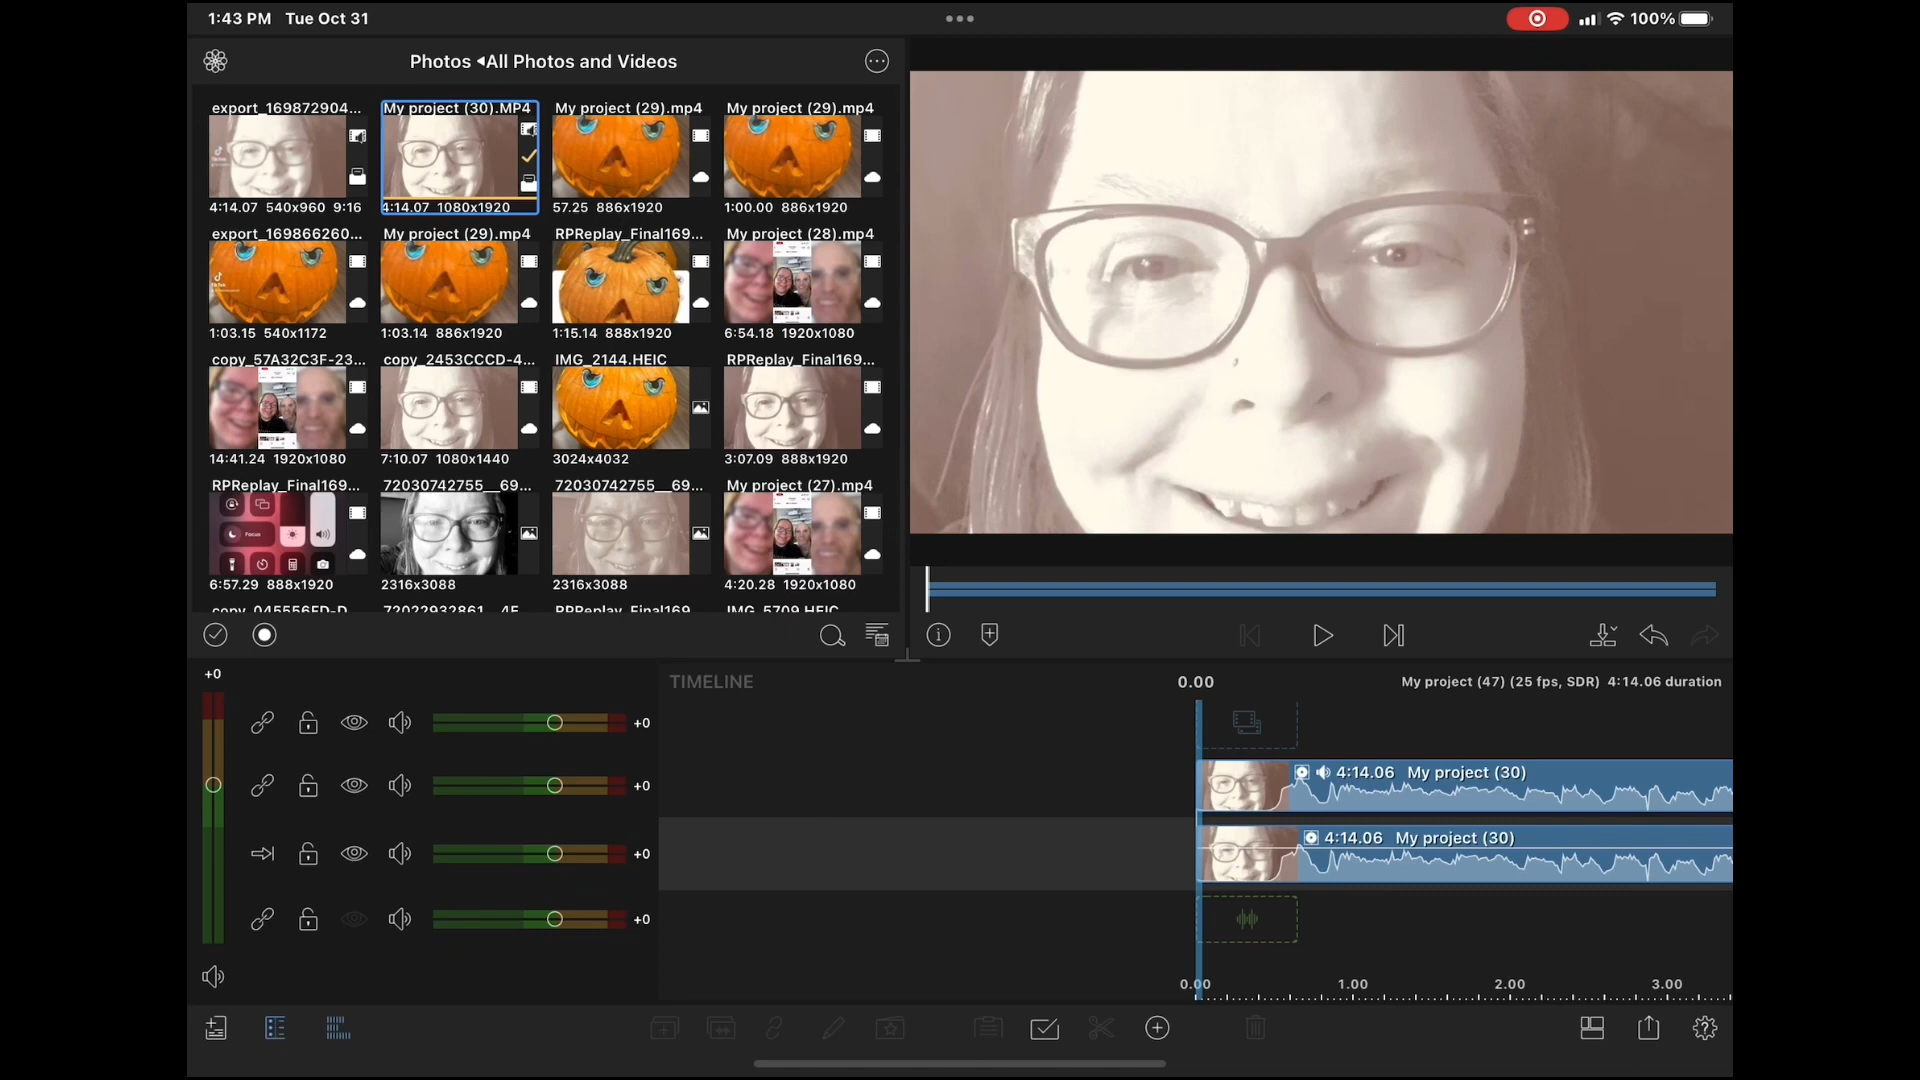 1:43 PM Tue Oct 31
100%
Photos ◂All Photos and Videos
export_169872904...
My project (30).MP4
My project (29).mp4
My project (29).mp4
4:14.07 540x960 9:16
4:14.07 1080x1920
57.25 886x1920
1:00.00 886x1920
export_169866260...
My project (29).mp4
RPReplay_Final169...
My project (28).mp4
1:03.15 540x1172
1:03.14 886x1920
1:15.14 888x1920
6:54.18 1920x1080
copy_57A32C3F-23...
copy_2453CCCD-4...
IMG_2144.HEIC
RPReplay_Final169...
14:41.24 1920x1080
7:10.07 1080x1440
3024x4032
3:07.09 888x1920
RPReplay_Final169...
72030742755__69...
72030742755__69...
My project (27).mp4
Focus
6:57.29 888x1920
2316x3088
2316x3088
4:20.28 1920x1080
RPReplay_Final169
IMG_5709.HEIC
+0
TIMELINE
0.00
My project (47) (25 fps, SDR) 4:14.06 duration
+0
4:14.06 My project (30)
+0
4:14.06 My project (30)
+0
+0
0.00 1.00 2.00 3.00